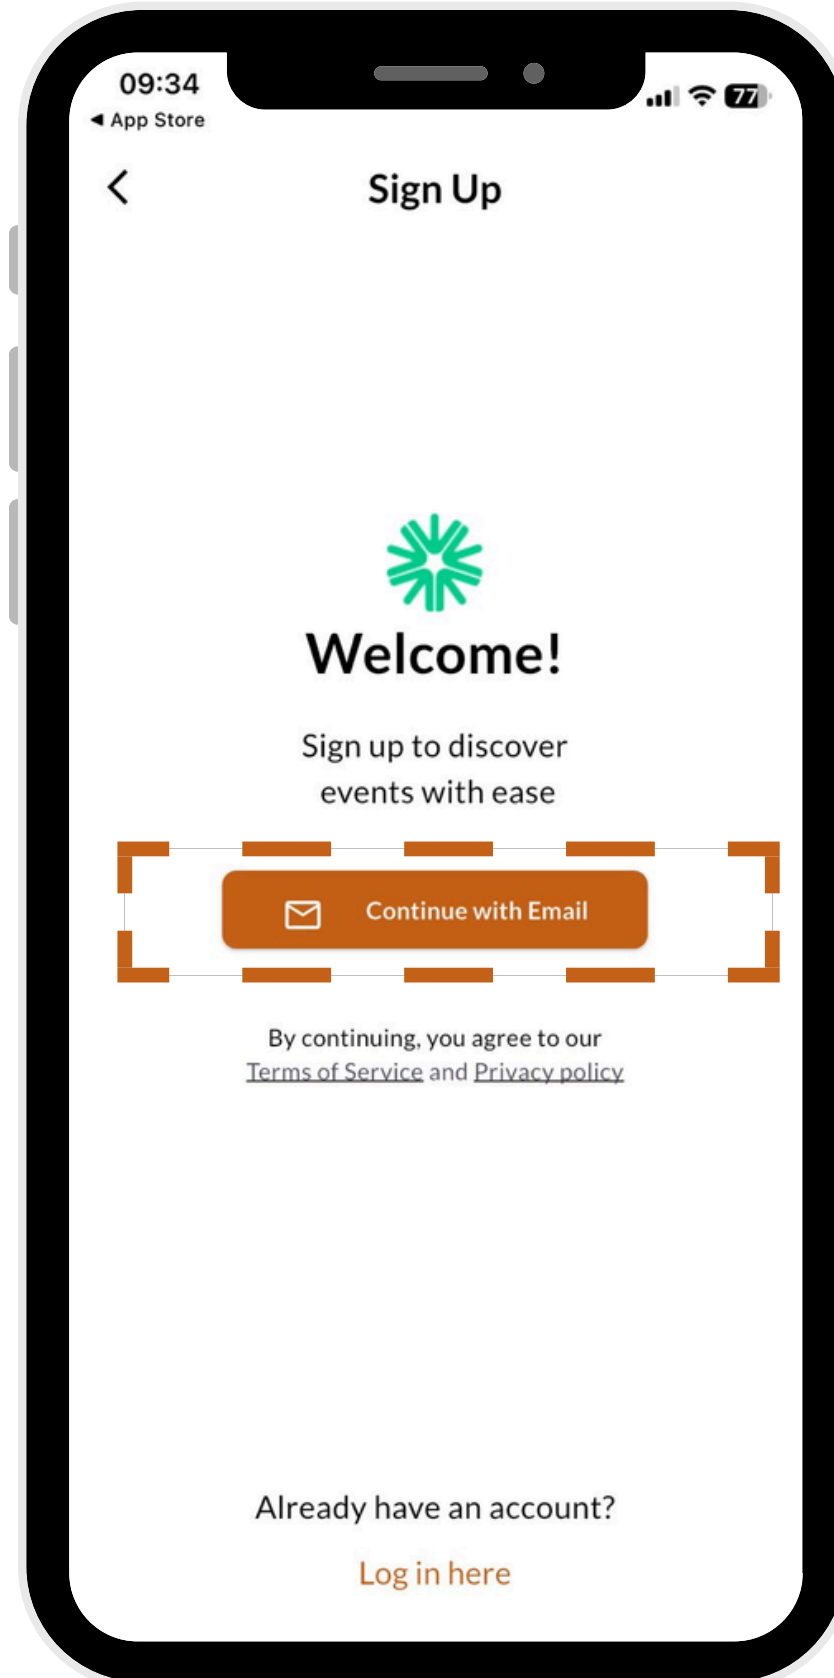 09:34
77
◀ App Store
Sign Up
Welcome!
Sign up to discover
events with ease
Continue with Email
By continuing, you agree to our
Terms of Service and Privacy policy
Already have an account?
Log in here